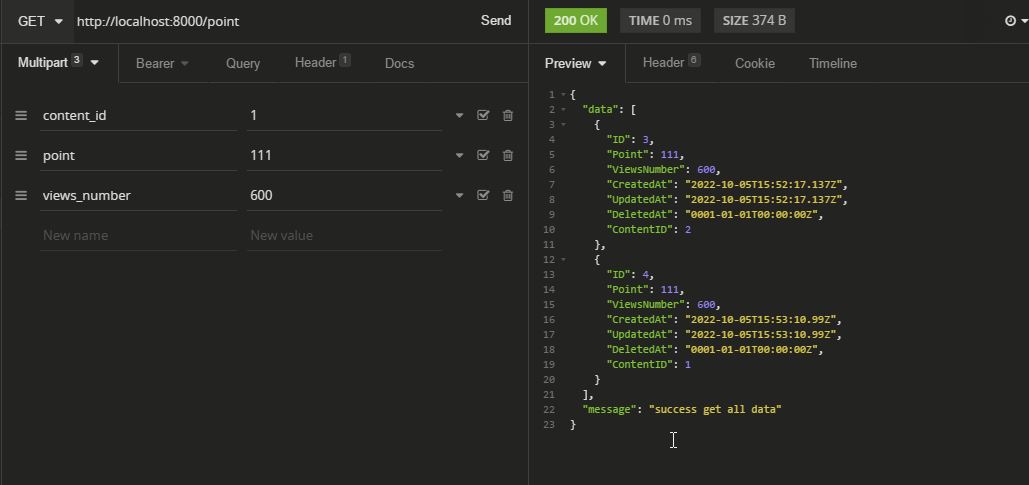 GET http://localhost:8000/point Send
Multipart 3 Bearer Query Header 1 Docs
content_id 1
point 111
views_number 600
New name New value
200 OK TIME 0 ms SIZE 374 B
Preview Header 6 Cookie Timeline
1 {
2 "data": [
3 {
4 "ID": 3,
5 "Point": 111,
6 "ViewsNumber": 600,
7 "CreatedAt": "2022-10-05T15:52:17.137Z",
8 "UpdatedAt": "2022-10-05T15:52:17.137Z",
9 "DeletedAt": "0001-01-01T00:00:00Z",
10 "ContentID": 2
11 },
12 {
13 "ID": 4,
14 "Point": 111,
15 "ViewsNumber": 600,
16 "CreatedAt": "2022-10-05T15:53:10.99Z",
17 "UpdatedAt": "2022-10-05T15:53:10.99Z",
18 "DeletedAt": "0001-01-01T00:00:00Z",
19 "ContentID": 1
20 }
21 ],
22 "message": "success get all data"
23 }